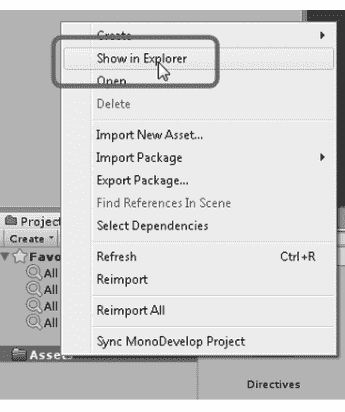 Create
Show in Explorer
Open
Delete
Import New Asset...
Import Package
Export Package...
Find References In Scene
Select Dependencies
Projec
Create
Refresh Ctrl+R
Favo
All
Reimport
All
All
Reimport All
All
Sync MonoDevelop Project
Assets
Directives